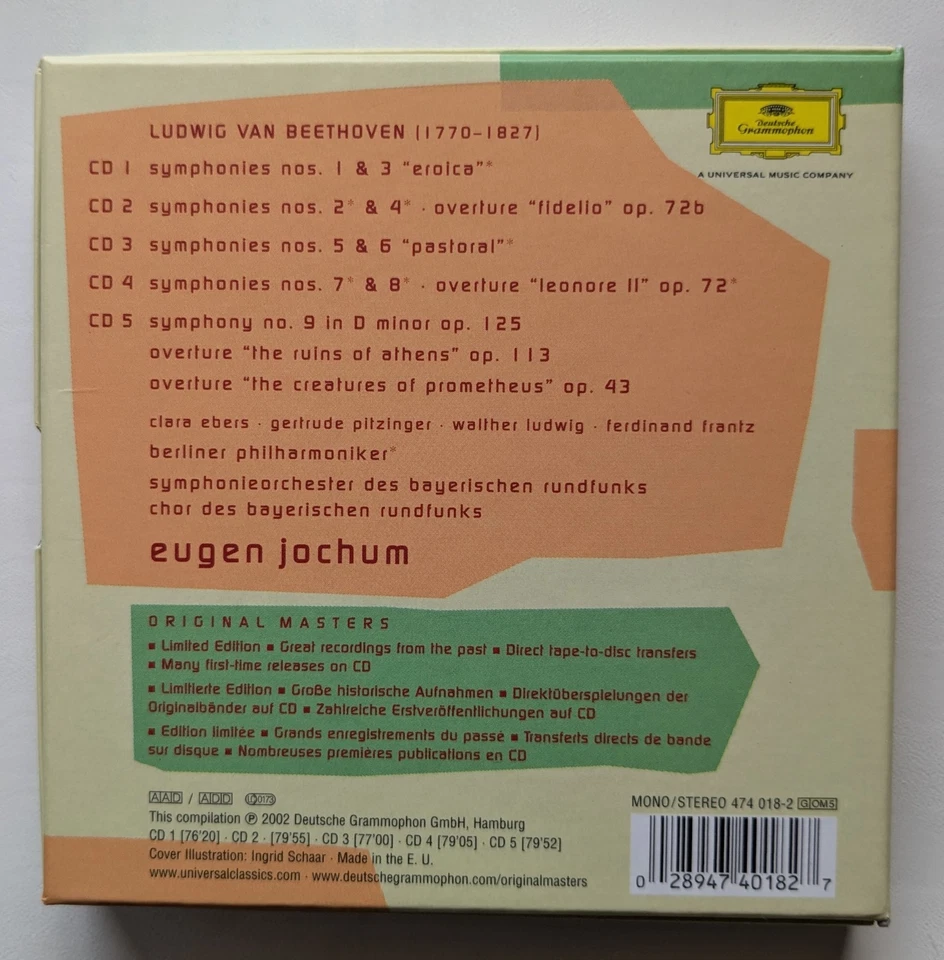 Deutsche
Grammophon
A UNIVERSAL MUSIC COMPANY
LUDWIG VAN BEETHOVEN (1770–1827)
CD 1 symphonies nos. 1 & 3 "eroica"*
CD 2 symphonies nos. 2* & 4* · overture "fidelio" op. 72b
CD 3 symphonies nos. 5 & 6 "pastoral"*
CD 4 symphonies nos. 7* & 8* · overture "leonore II" op. 72*
CD 5 symphony no. 9 in D minor op. 125
overture "the ruins of athens" op. 113
overture "the creatures of prometheus" op. 43
clara ebers · gertrude pitzinger · walther ludwig · ferdinand frantz
berliner philharmoniker*
symphonieorchester des bayerischen rundfunks
chor des bayerischen rundfunks
eugen jochum
ORIGINAL MASTERS
■ Limited Edition ■ Great recordings from the past ■ Direct tape-to-disc transfers
■ Many first-time releases on CD
■ Limitierte Edition ■ Große historische Aufnahmen ■ Direktüberspielungen der
Originalbänder auf CD ■ Zahlreiche Erstveröffentlichungen auf CD
■ Edition limitée ■ Grands enregistrements du passé ■ Transferts directs de bande
sur disque ■ Nombreuses premières publications en CD
AAD / ADD LC 0173
This compilation ℗ 2002 Deutsche Grammophon GmbH, Hamburg
CD 1 [76'20] · CD 2 · [79'55] · CD 3 [77'00] · CD 4 [79'05] · CD 5 [79'52]
Cover Illustration: Ingrid Schaar · Made in the E. U.
www.universalclassics.com · www.deutschegrammophon.com/originalmasters
MONO/STEREO 474 018-2 GOM5
0 28947 40182 7